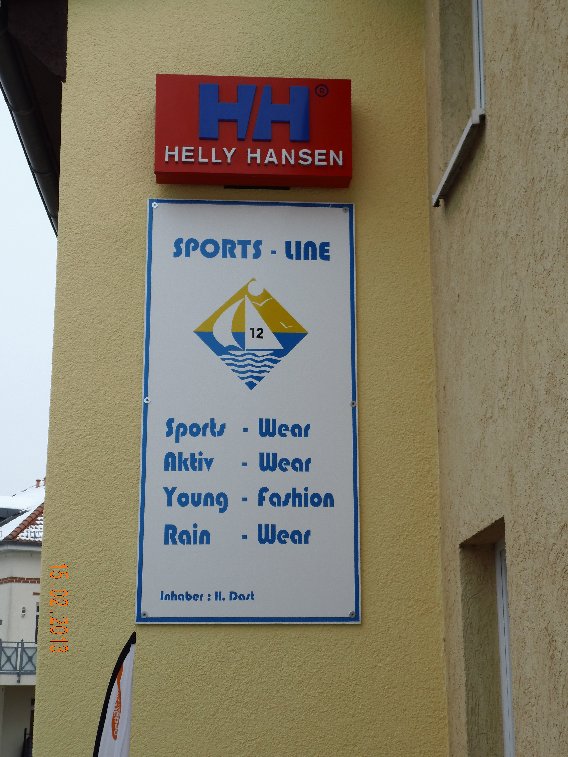 HH ©
HELLY HANSEN
SPORTS - LINE
12
Sports - Wear
Aktiv - Wear
Young - Fashion
Rain - Wear
Inhaber : H. Dast